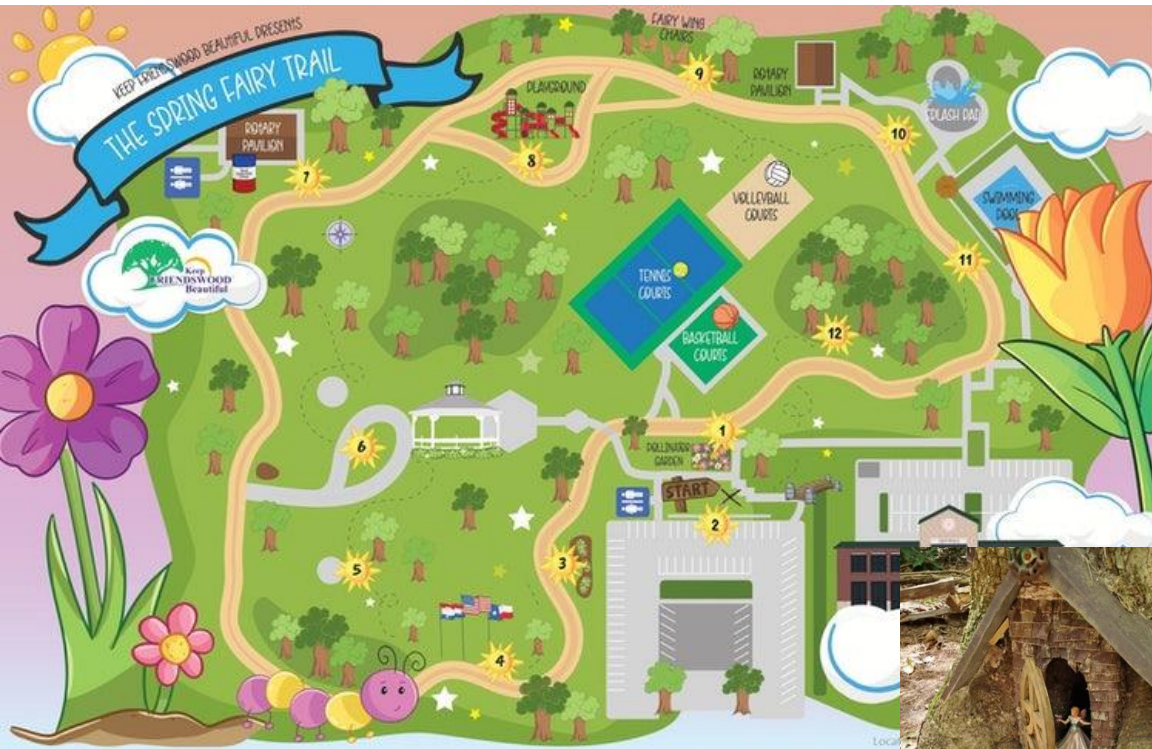 KEEP FRIENDSWOOD BEAUTIFUL PRESENTS
THE SPRING FAIRY TRAIL
FAIRY WING
CHAIRS
9
ROTARY
PAVILION
PLAYGROUND
8
ROTARY
PAVILION
7
10
SPLASH PAD
SWIMMING
POOL
VOLLEYBALL
COURTS
TENNIS
COURTS
BASKETBALL
COURTS
11
12
Keep
FRIENDSWOOD
Beautiful
6
1
POLLINATOR
GARDEN
START
2
3
5
4
Local